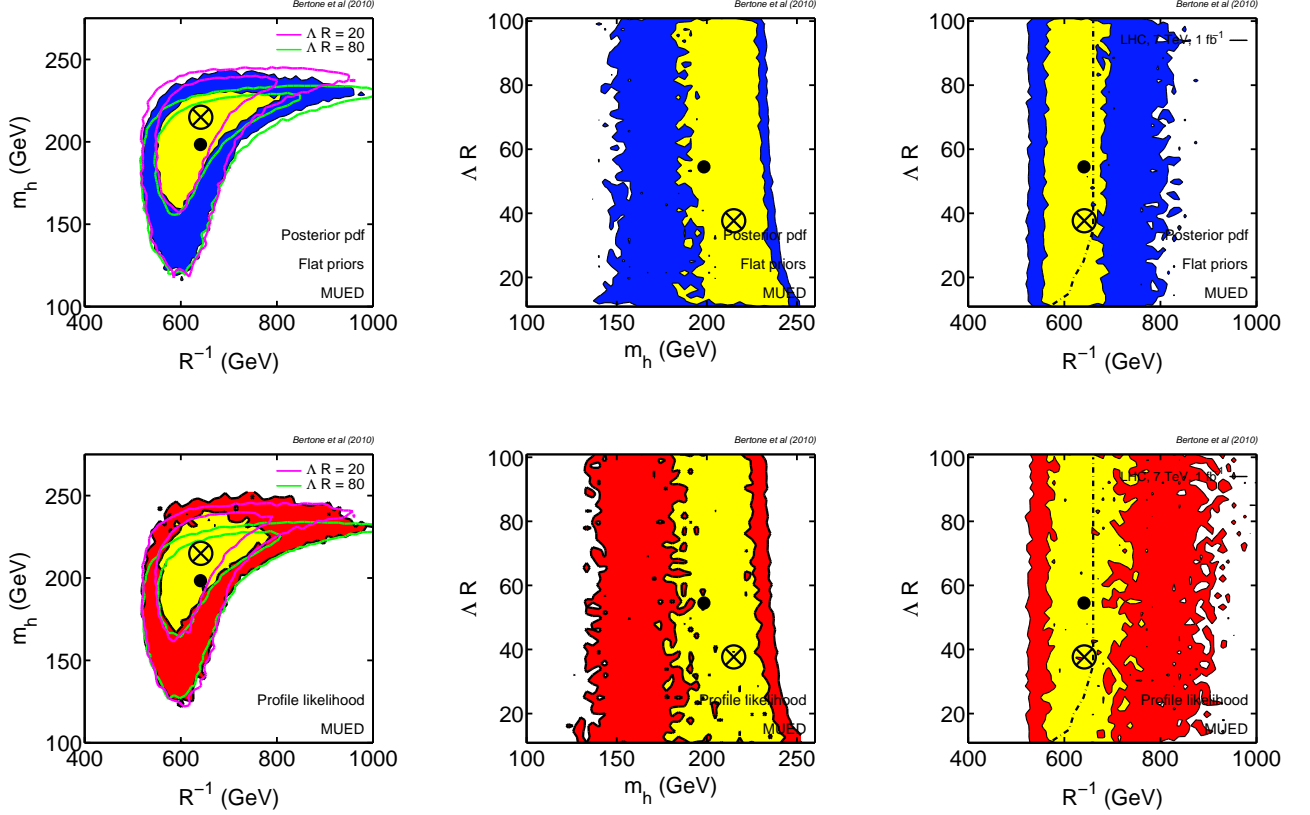 Bertone et al (2010)
Λ R = 20
Λ R = 80
250
200
150
100
m_h (GeV)
Posterior pdf
Flat priors
MUED
400 600 800 1000
R⁻¹ (GeV)
Bertone et al (2010)
100
80
60
40
20
Λ R
Posterior pdf
Flat priors
MUED
100 150 200 250
m_h (GeV)
Bertone et al (2010)
LHC, 7 TeV, 1 fb⁻¹
100
80
60
40
20
Λ R
Posterior pdf
Flat priors
MUED
400 600 800 1000
R⁻¹ (GeV)
Bertone et al (2010)
Λ R = 20
Λ R = 80
250
200
150
100
m_h (GeV)
Profile likelihood
MUED
400 600 800 1000
R⁻¹ (GeV)
Bertone et al (2010)
100
80
60
40
20
Λ R
Profile likelihood
MUED
100 150 200 250
m_h (GeV)
Bertone et al (2010)
LHC, 7 TeV, 1 fb⁻¹
100
80
60
40
20
Λ R
Profile likelihood
MUED
400 600 800 1000
R⁻¹ (GeV)